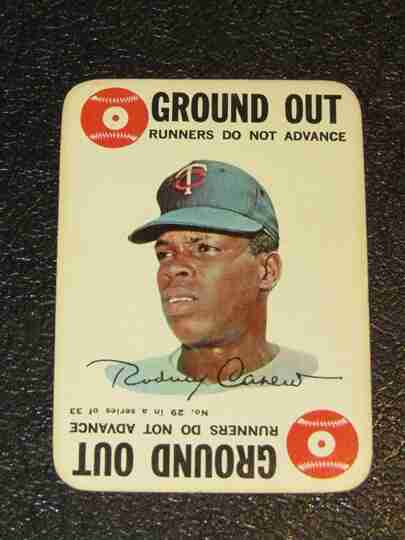 GROUND OUT
RUNNERS DO NOT ADVANCE
TC
Rodney Carew
No. 29 in a series of 33
RUNNERS DO NOT ADVANCE
GROUND OUT